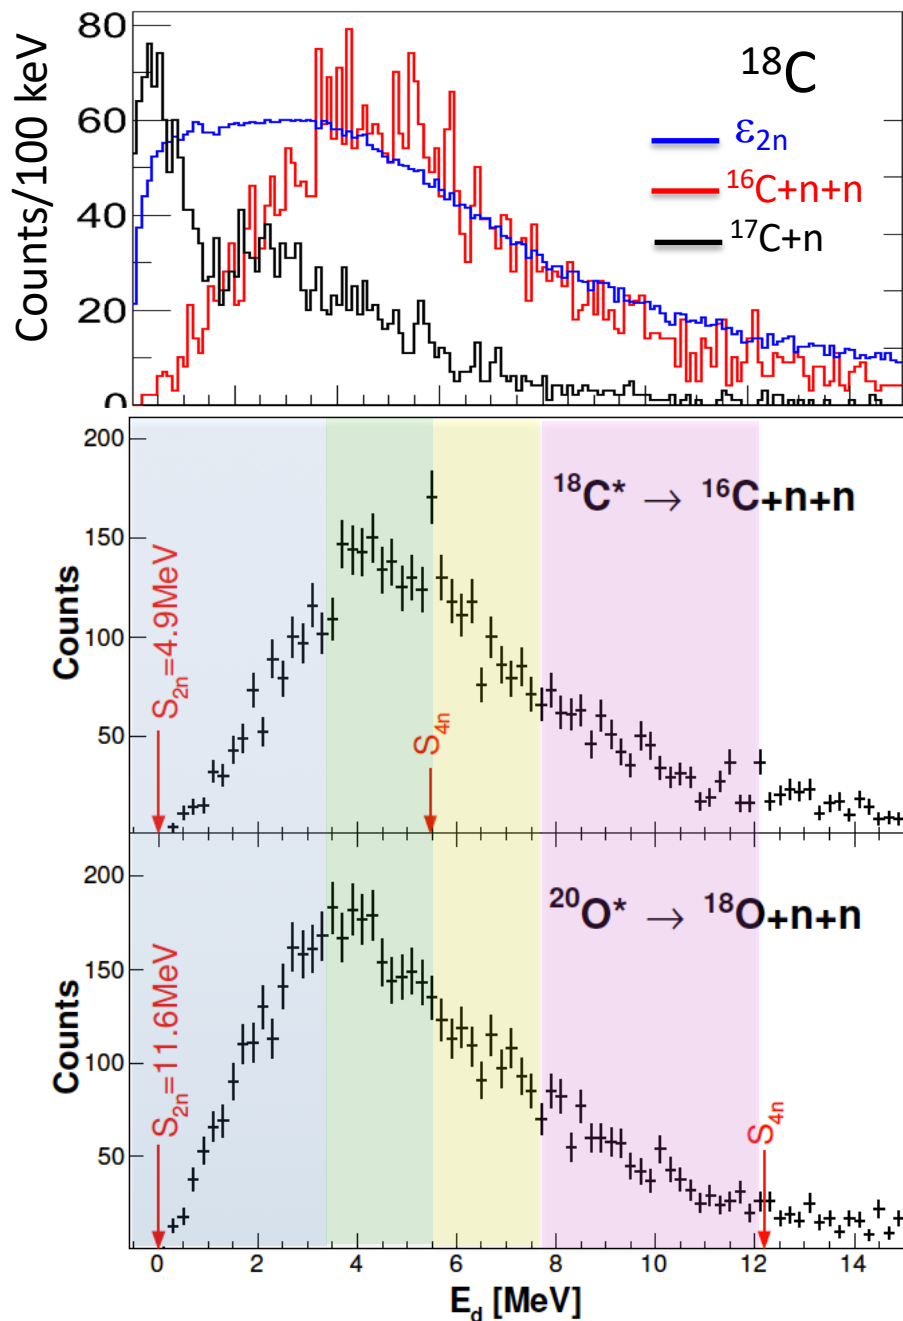 80
60
40
20
0
Counts/100 keV
¹⁸C
ε₂ₙ
¹⁶C+n+n
¹⁷C+n
200
150
100
50
Counts
¹⁸C* → ¹⁶C+n+n
S₂ₙ=4.9MeV
S₄ₙ
200
150
100
50
Counts
²⁰O* → ¹⁸O+n+n
S₂ₙ=11.6MeV
S₄ₙ
0 2 4 6 8 10 12 14
E_d [MeV]